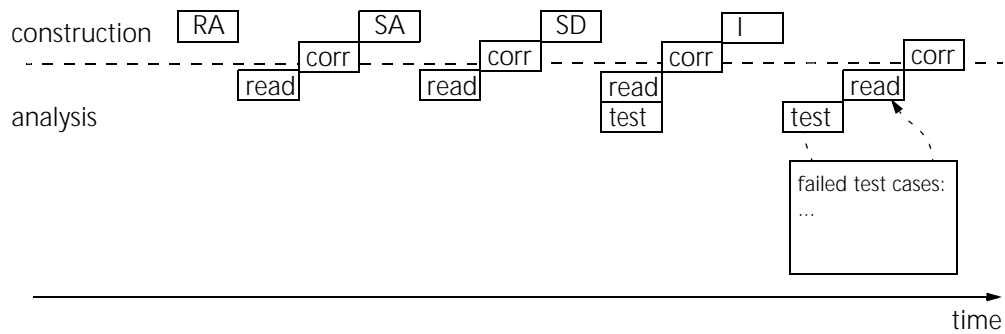 construction
RA
SA
SD
I
corr
corr
corr
corr
read
read
read
read
analysis
test
test
failed test cases:
...
time